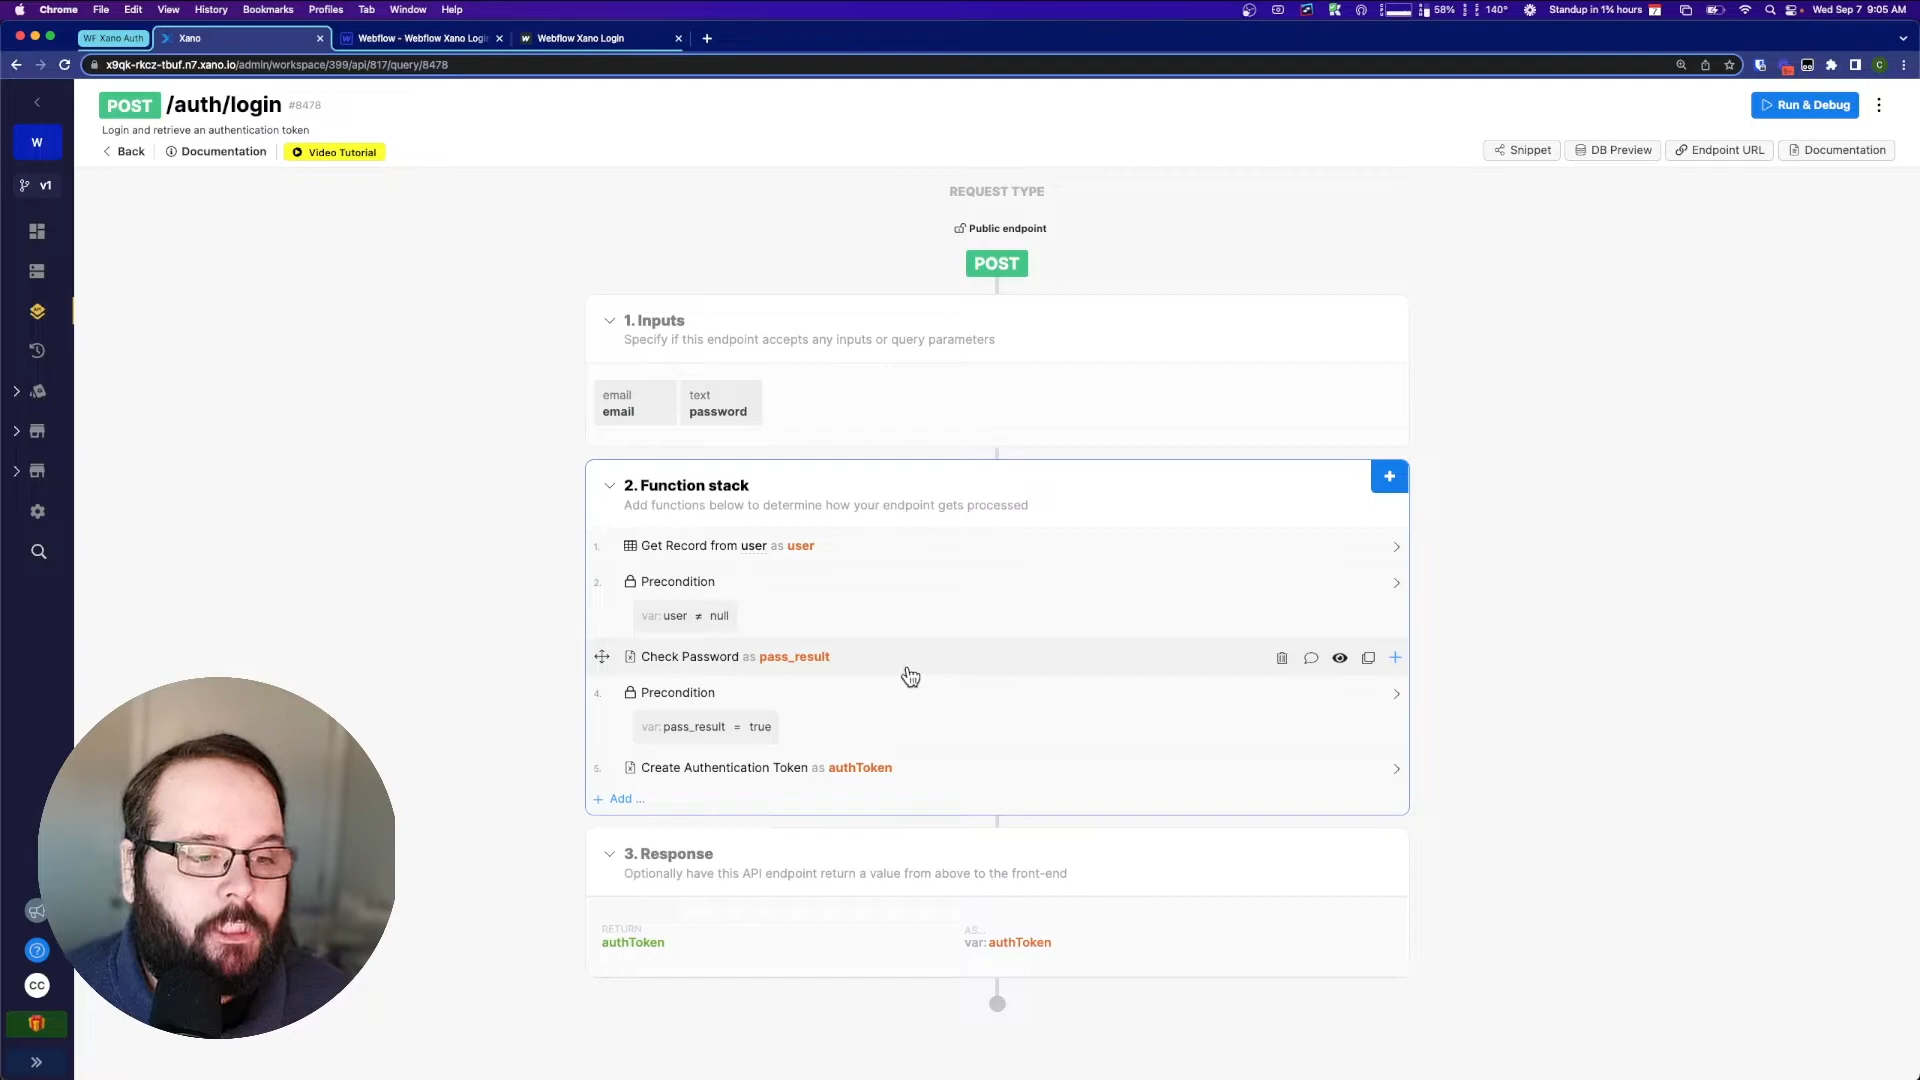 Chrome File Edit View History Bookmarks Profiles Tab Window Help
58% 140° Standup in 1¾ hours 7 Wed Sep 7 9:05 AM
WF Xano Auth Xano Webflow - Webflow Xano Logi Webflow Xano Login
x9qk-rkcz-tbuf.n7.xano.io/admin/workspace/399/api/817/query/8478
POST /auth/login #8478
Run & Debug
Login and retrieve an authentication token
Back Documentation Video Tutorial
Snippet DB Preview Endpoint URL Documentation
W
v1
REQUEST TYPE
Public endpoint
POST
1. Inputs
Specify if this endpoint accepts any inputs or query parameters
email text
email password
2. Function stack
Add functions below to determine how your endpoint gets processed
1. Get Record from user as user
2. Precondition
var:user ≠ null
Check Password as pass_result
4. Precondition
var:pass_result = true
5. Create Authentication Token as authToken
Add ...
3. Response
Optionally have this API endpoint return a value from above to the front-end
RETURN AS...
authToken var:authToken
CC